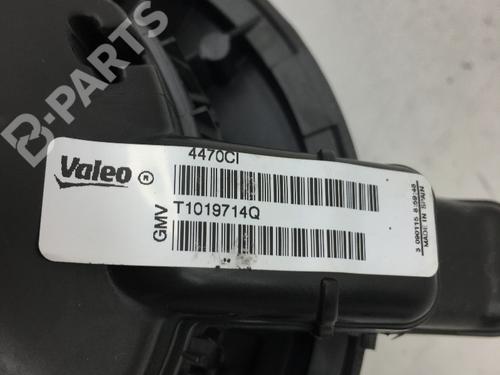 B-PARTS
Valeo ®
4470CI
T1019714Q
GMV
3 090115 8:59:48
MADE IN SPAIN